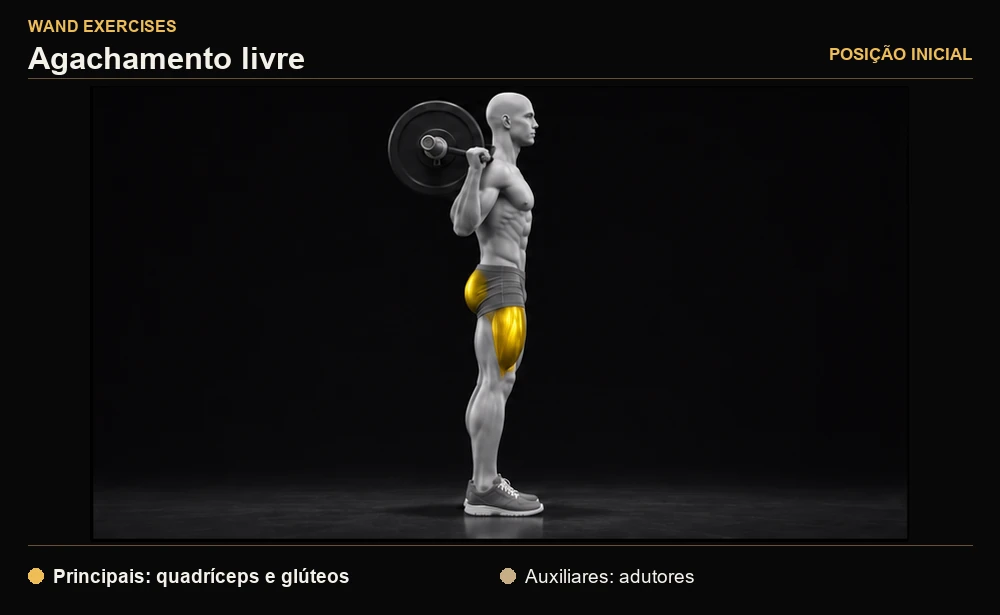 WAND EXERCISES
Agachamento livre
POSIÇÃO INICIAL
Principais: quadríceps e glúteos
Auxiliares: adutores